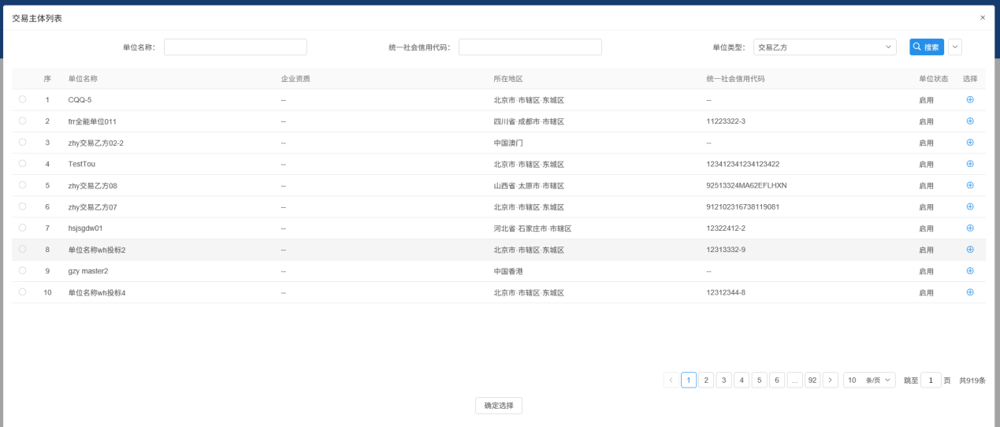 交易主体列表 ×
单位名称： 统一社会信用代码： 单位类型： 交易乙方 搜索
序 单位名称 企业资质 所在地区 统一社会信用代码 单位状态 选择
1 CQQ-5 -- 北京市·市辖区·东城区 -- 启用
2 frr全能单位011 -- 四川省·成都市·市辖区 11223322-3 启用
3 zhy交易乙方02-2 -- 中国澳门 -- 启用
4 TestTou -- 北京市·市辖区·东城区 123412341234123422 启用
5 zhy交易乙方08 -- 山西省·太原市·市辖区 92513324MA62EFLHXN 启用
6 zhy交易乙方07 -- 北京市·市辖区·东城区 912102316738119081 启用
7 hsjsgdw01 -- 河北省·石家庄市·市辖区 12322412-2 启用
8 单位名称wh投标2 -- 北京市·市辖区·东城区 12313332-9 启用
9 gzy master2 -- 中国香港 -- 启用
10 单位名称wh投标4 -- 北京市·市辖区·东城区 12312344-8 启用
< 1 2 3 4 5 6 ... 92 > 10 条/页 跳至 1 页 共919条
确定选择